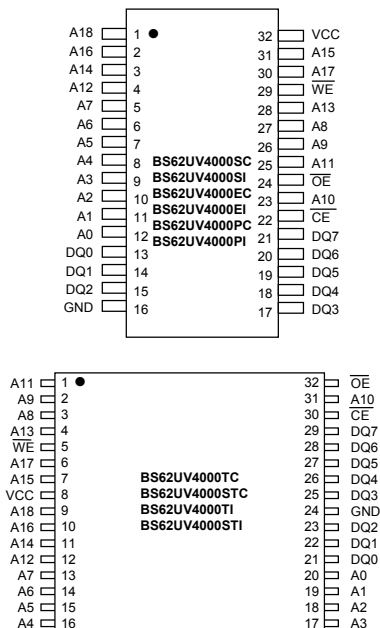 A18 1 32 VCC
A16 2 31 A15
A14 3 30 A17
A12 4 29 WE
A7 5 28 A13
A6 6 27 A8
A5 7 26 A9
A4 8 BS62UV4000SC 25 A11
A3 9 BS62UV4000SI 24 OE
A2 10 BS62UV4000EC 23 A10
A1 11 BS62UV4000EI 22 CE
A0 12 BS62UV4000PC 21 DQ7
DQ0 13 BS62UV4000PI 20 DQ6
DQ1 14 19 DQ5
DQ2 15 18 DQ4
GND 16 17 DQ3
A11 1 32 OE
A9 2 31 A10
A8 3 30 CE
A13 4 29 DQ7
WE 5 28 DQ6
A17 6 27 DQ5
A15 7 BS62UV4000TC 26 DQ4
VCC 8 BS62UV4000STC 25 DQ3
A18 9 BS62UV4000TI 24 GND
A16 10 BS62UV4000STI 23 DQ2
A14 11 22 DQ1
A12 12 21 DQ0
A7 13 20 A0
A6 14 19 A1
A5 15 18 A2
A4 16 17 A3